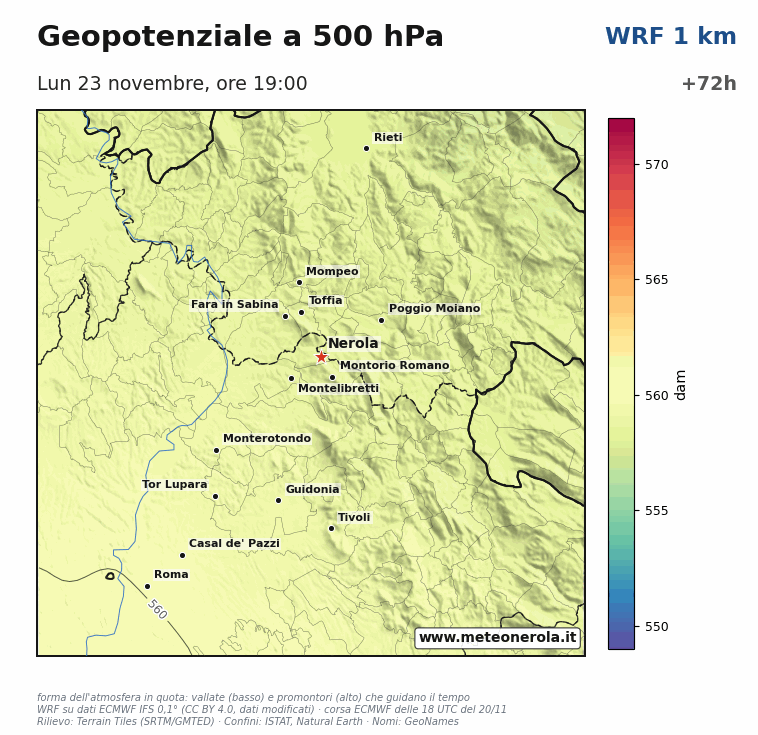 Geopotenziale a 500 hPa
WRF 1 km
Lun 23 novembre, ore 19:00
+72h
Rieti
Mompeo
Toffia
Fara in Sabina
Poggio Moiano
Nerola
Montorio Romano
Montelibretti
Monterotondo
Tor Lupara
Guidonia
Tivoli
Casal de' Pazzi
Roma
560
www.meteonerola.it
570
565
560
555
550
dam
forma dell'atmosfera in quota: vallate (basso) e promontori (alto) che guidano il tempo
WRF su dati ECMWF IFS 0,1° (CC BY 4.0, dati modificati) · corsa ECMWF delle 18 UTC del 20/11
Rilievo: Terrain Tiles (SRTM/GMTED) · Confini: ISTAT, Natural Earth · Nomi: GeoNames